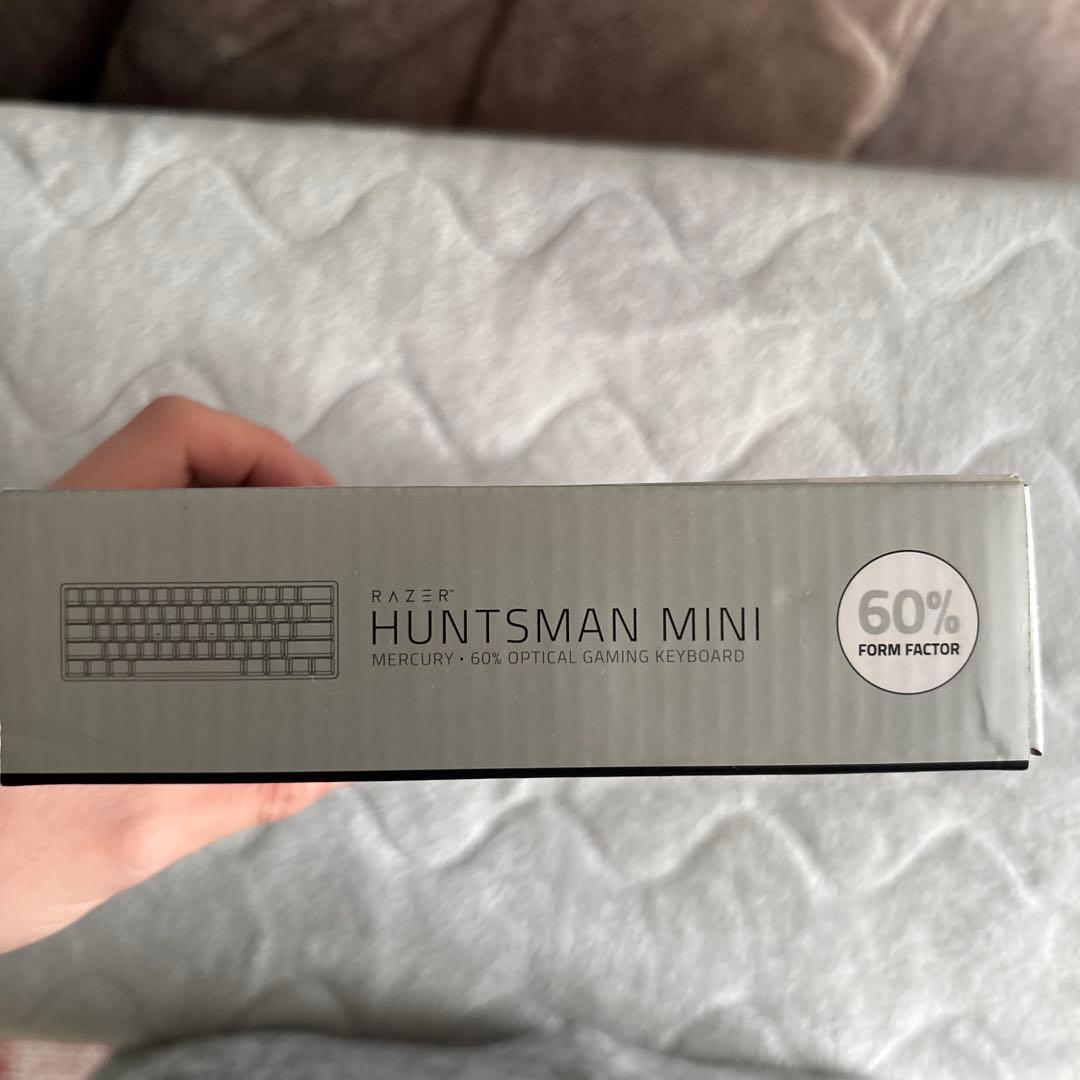 RAZER™
HUNTSMAN MINI
MERCURY • 60% OPTICAL GAMING KEYBOARD
60%
FORM FACTOR